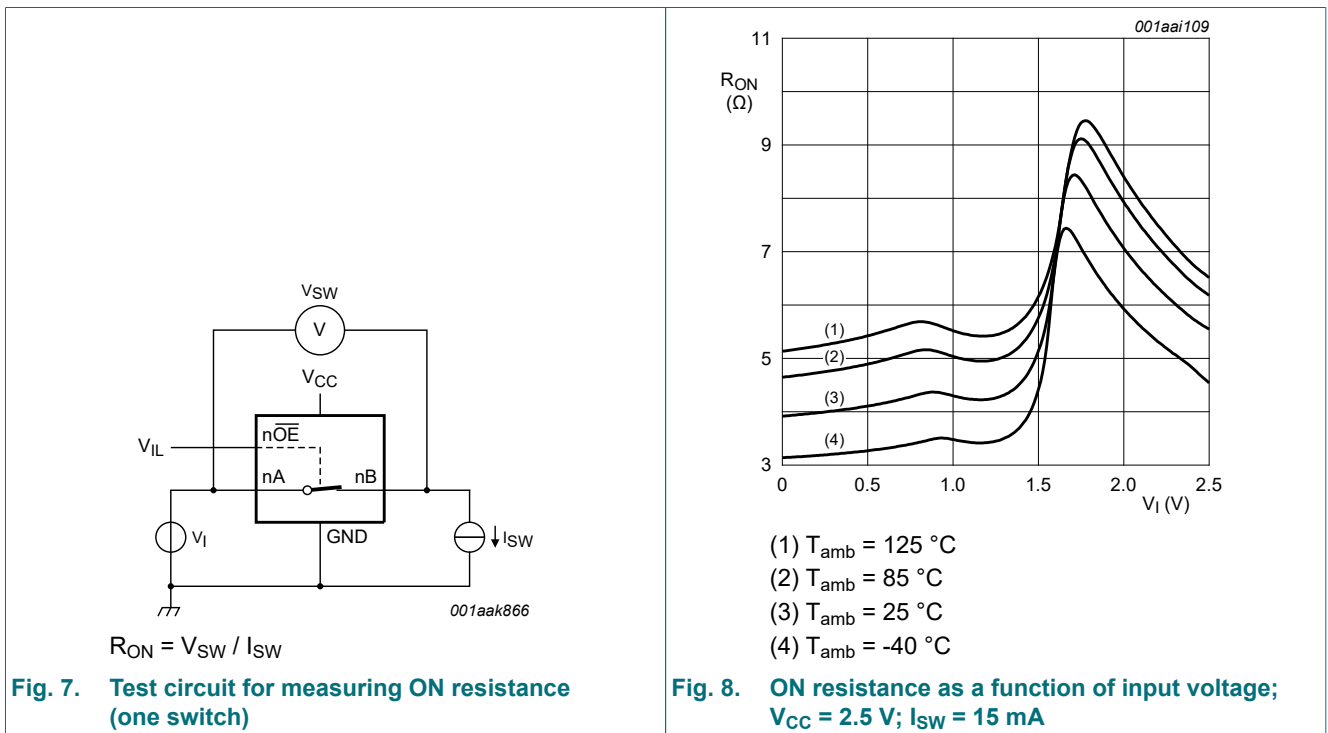 VSW
V
VCC
nOE
VIL
nA
nB
VI
GND
ISW
001aak866
RON = VSW / ISW
Fig. 7. Test circuit for measuring ON resistance
(one switch)
001aai109
11
RON
(Ω)
9
7
5
3
(1)
(2)
(3)
(4)
0 0.5 1.0 1.5 2.0 2.5
VI (V)
(1) Tamb = 125 °C
(2) Tamb = 85 °C
(3) Tamb = 25 °C
(4) Tamb = -40 °C
Fig. 8. ON resistance as a function of input voltage;
VCC = 2.5 V; ISW = 15 mA